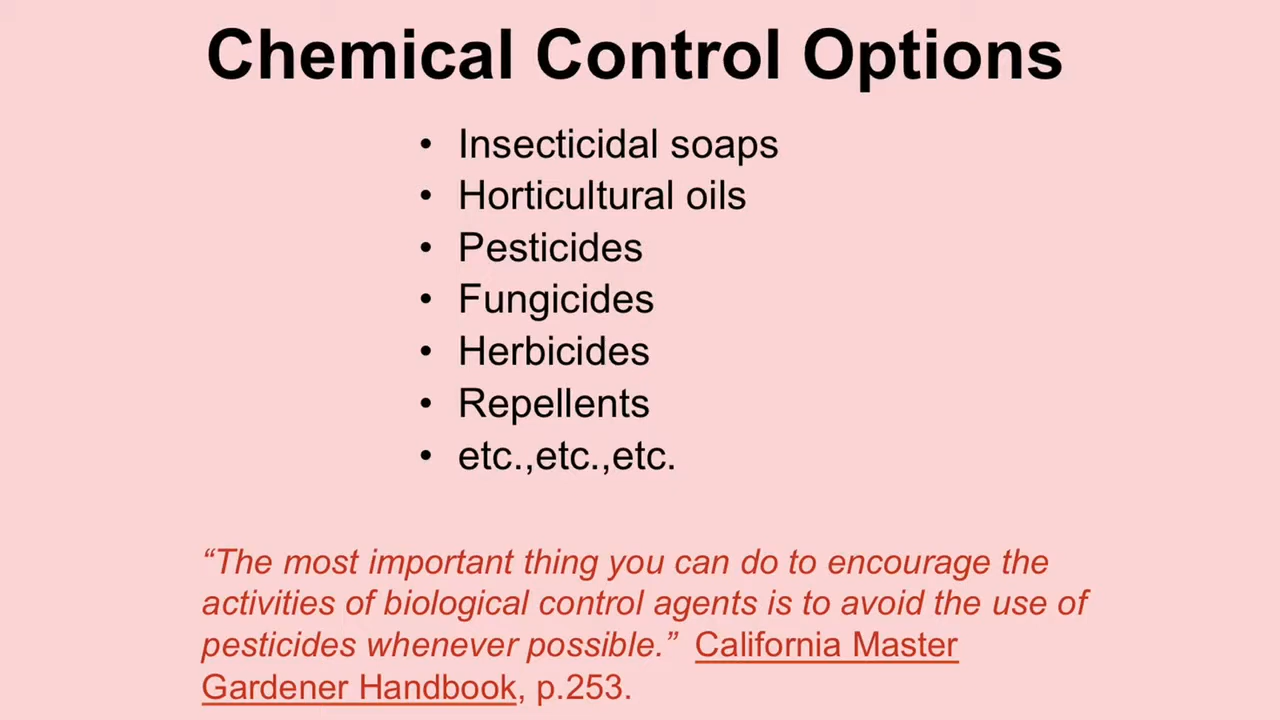 Chemical Control Options
• Insecticidal soaps
• Horticultural oils
• Pesticides
• Fungicides
• Herbicides
• Repellents
• etc.,etc.,etc.
“The most important thing you can do to encourage the
activities of biological control agents is to avoid the use of
pesticides whenever possible.” California Master
Gardener Handbook, p.253.